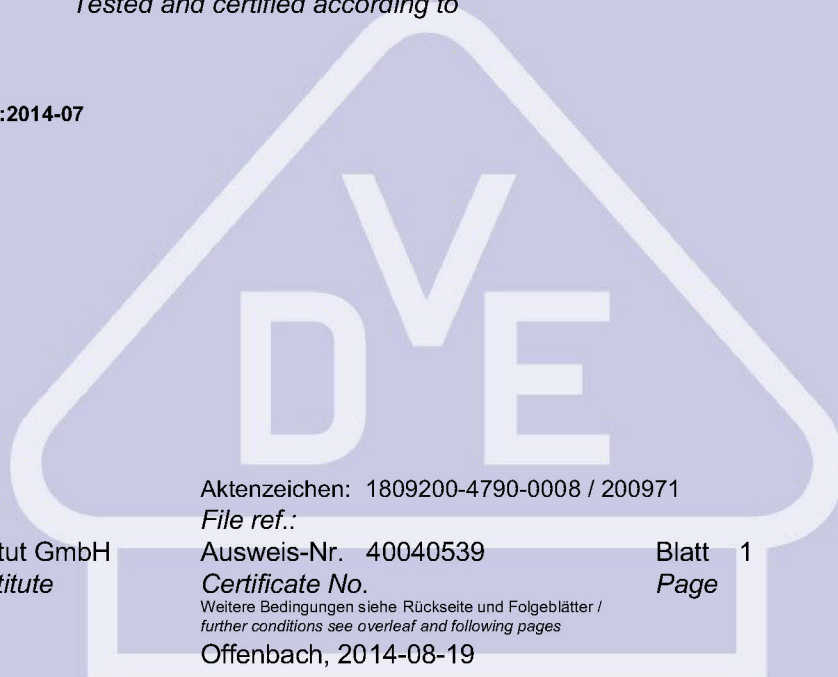 Tested and certified according to
:2014-07
VDE
Aktenzeichen: 1809200-4790-0008 / 200971
File ref.:
tut GmbH Ausweis-Nr. 40040539 Blatt 1
titute Certificate No. Page
Weitere Bedingungen siehe Rückseite und Folgeblätter /
further conditions see overleaf and following pages
Offenbach, 2014-08-19